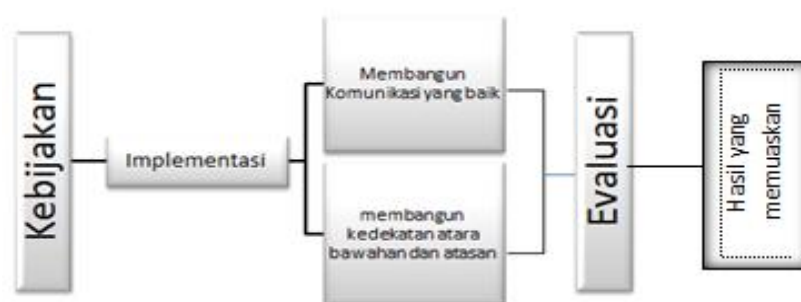 Kebijakan
Implementasi
Membangun
Komunikasi yang baik
membangun
kedekatan atara
bawahan dan atasan
Evaluasi
Hasil yang
memuaskan